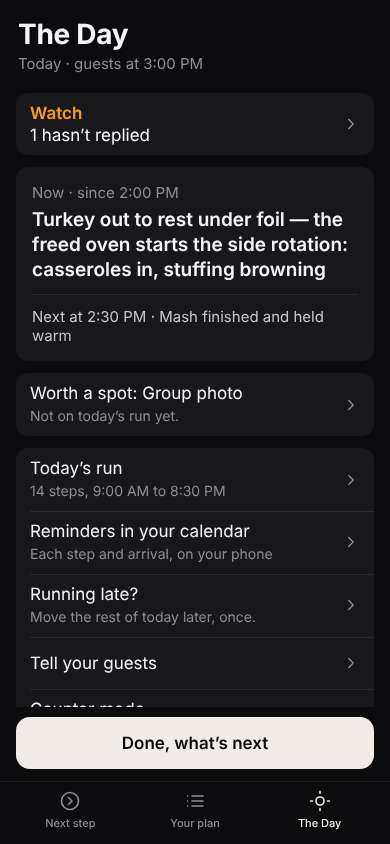 The Day
Today · guests at 3:00 PM
Watch
1 hasn’t replied
Now · since 2:00 PM
Turkey out to rest under foil — the
freed oven starts the side rotation:
casseroles in, stuffing browning
Next at 2:30 PM · Mash finished and held
warm
Worth a spot: Group photo
Not on today’s run yet.
Today’s run
14 steps, 9:00 AM to 8:30 PM
Reminders in your calendar
Each step and arrival, on your phone
Running late?
Move the rest of today later, once.
Tell your guests
Done, what’s next
Next step
Your plan
The Day